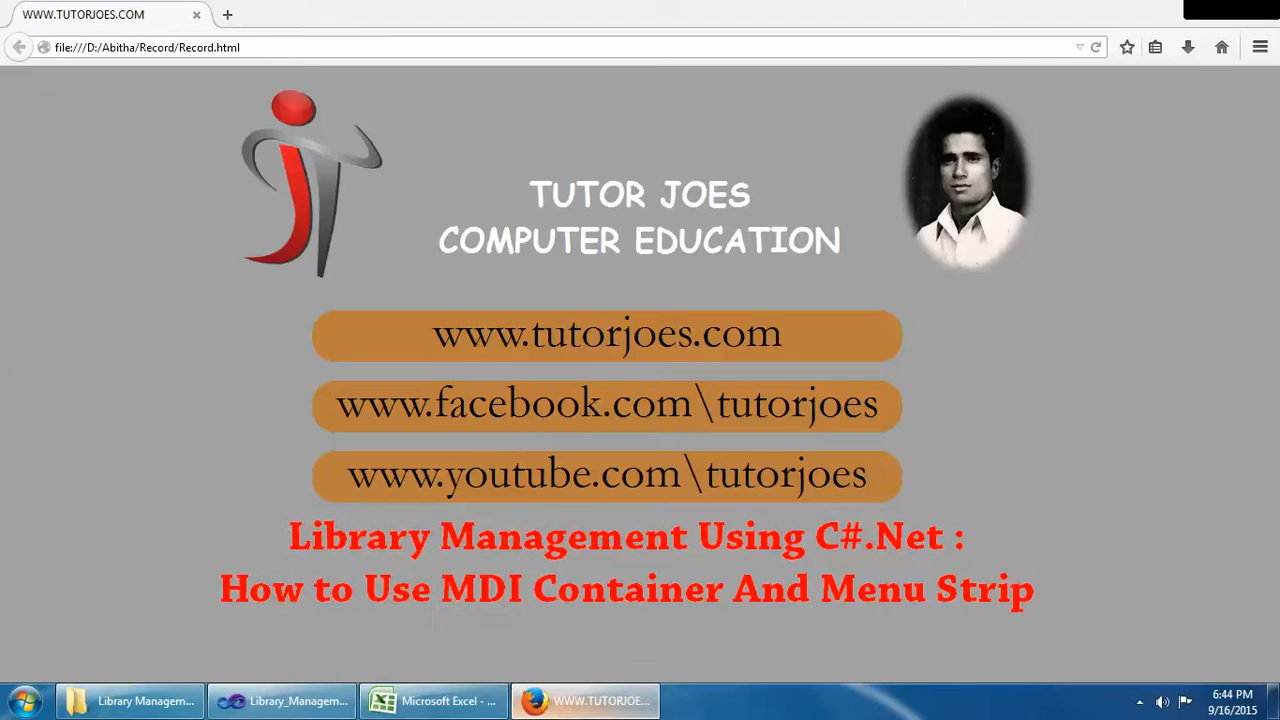 WWW.TUTORJOES.COM
file:///D:/Abitha/Record/Record.html
TUTOR JOES
COMPUTER EDUCATION
www.tutorjoes.com
www.facebook.com\tutorjoes
www.youtube.com\tutorjoes
Library Management Using C#.Net :
How to Use MDI Container And Menu Strip
Library Managem...
Library_Managem...
Microsoft Excel - ...
WWW.TUTORJOE...
6:44 PM
9/16/2015